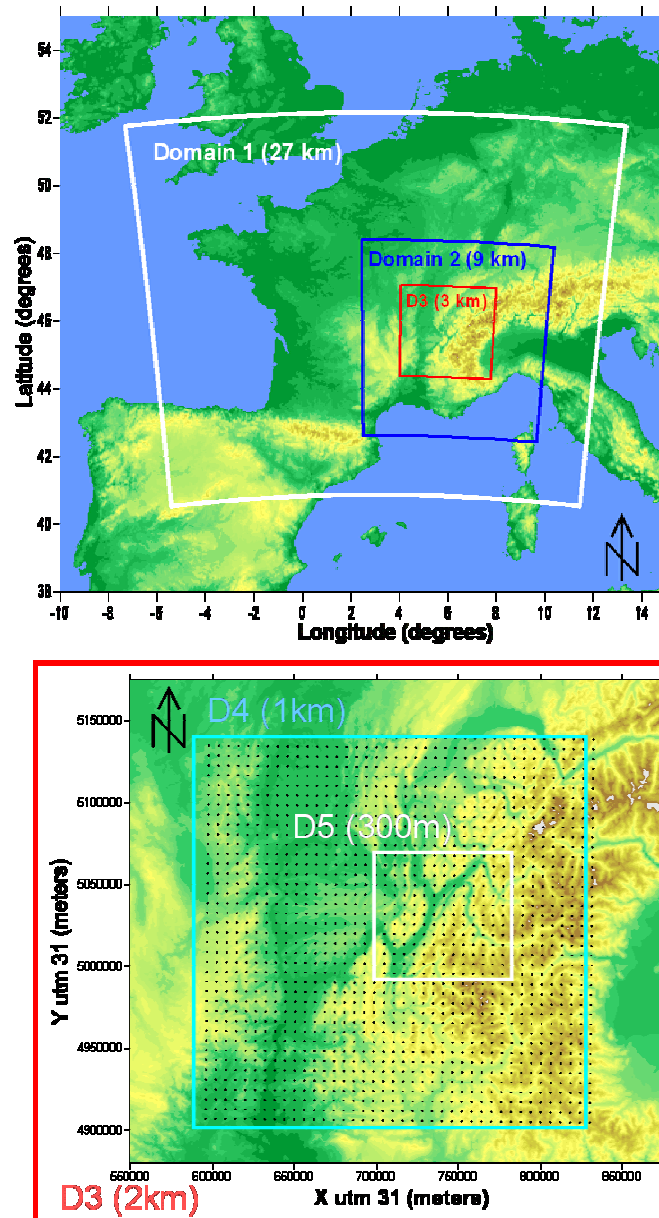 54
52
50
48
46
44
42
40
38
Latitude (degrees)
Domain 1 (27 km)
Domain 2 (9 km)
D3 (3 km)
N
-10 -8 -6 -4 -2 0 2 4 6 8 10 12 14
Longitude (degrees)
D4 (1km)
N
D5 (300m)
5150000
5100000
5050000
5000000
4950000
4900000
Y utm 31 (meters)
550000 600000 650000 700000 750000 800000 850000
X utm 31 (meters)
D3 (2km)